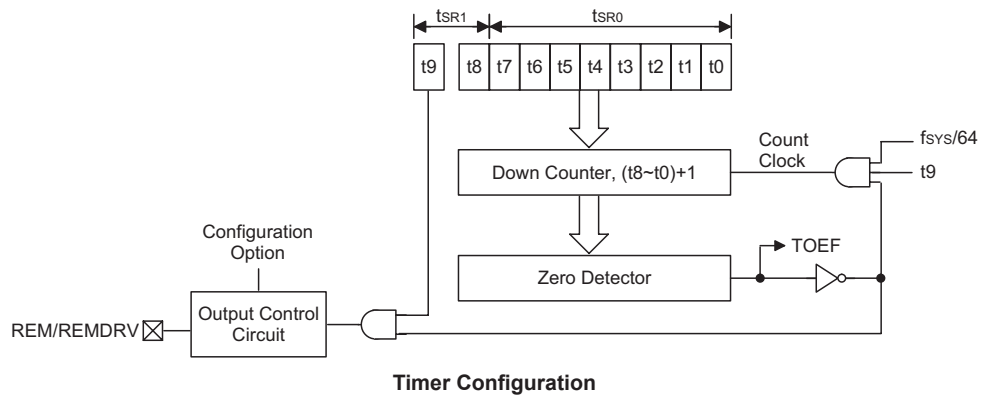 tSR1
tSR0
t9
t8
t7
t6
t5
t4
t3
t2
t1
t0
Count
Clock
fSYS/64
t9
Down Counter, (t8~t0)+1
Configuration
Option
TOEF
Zero Detector
Output Control
Circuit
REM/REMDRV
Timer Configuration